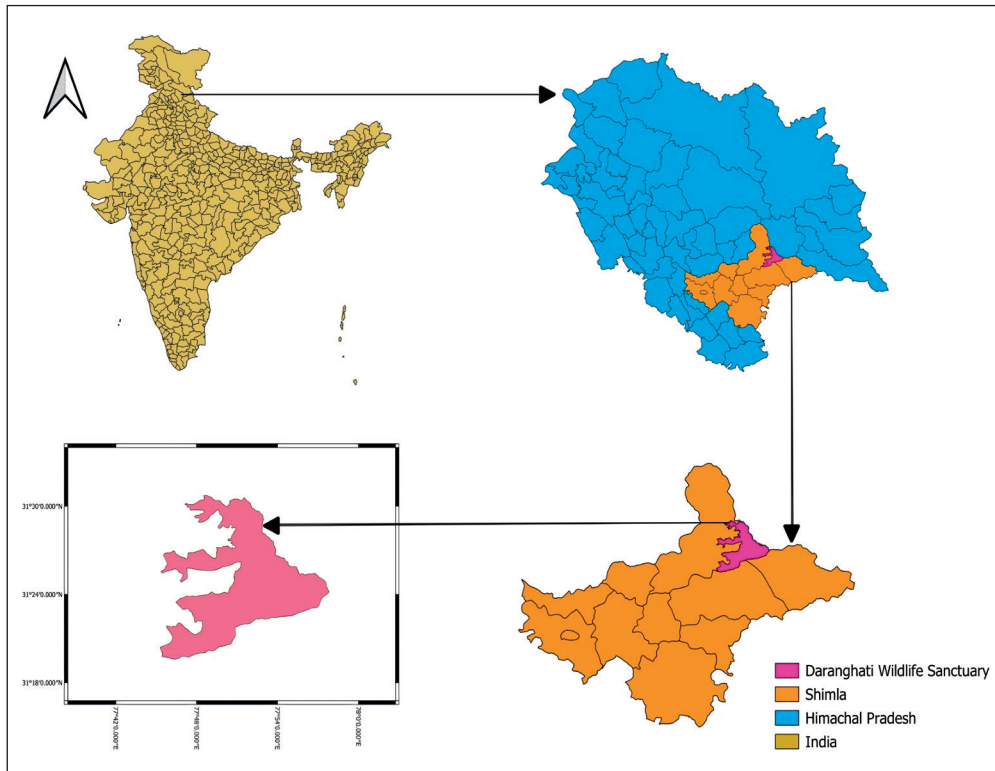 31°30'0.000"N
31°24'0.000"N
31°18'0.000"N
77°42'0.000"E
77°48'0.000"E
77°54'0.000"E
78°0'0.000"E
Daranghati Wildlife Sanctuary
Shimla
Himachal Pradesh
India